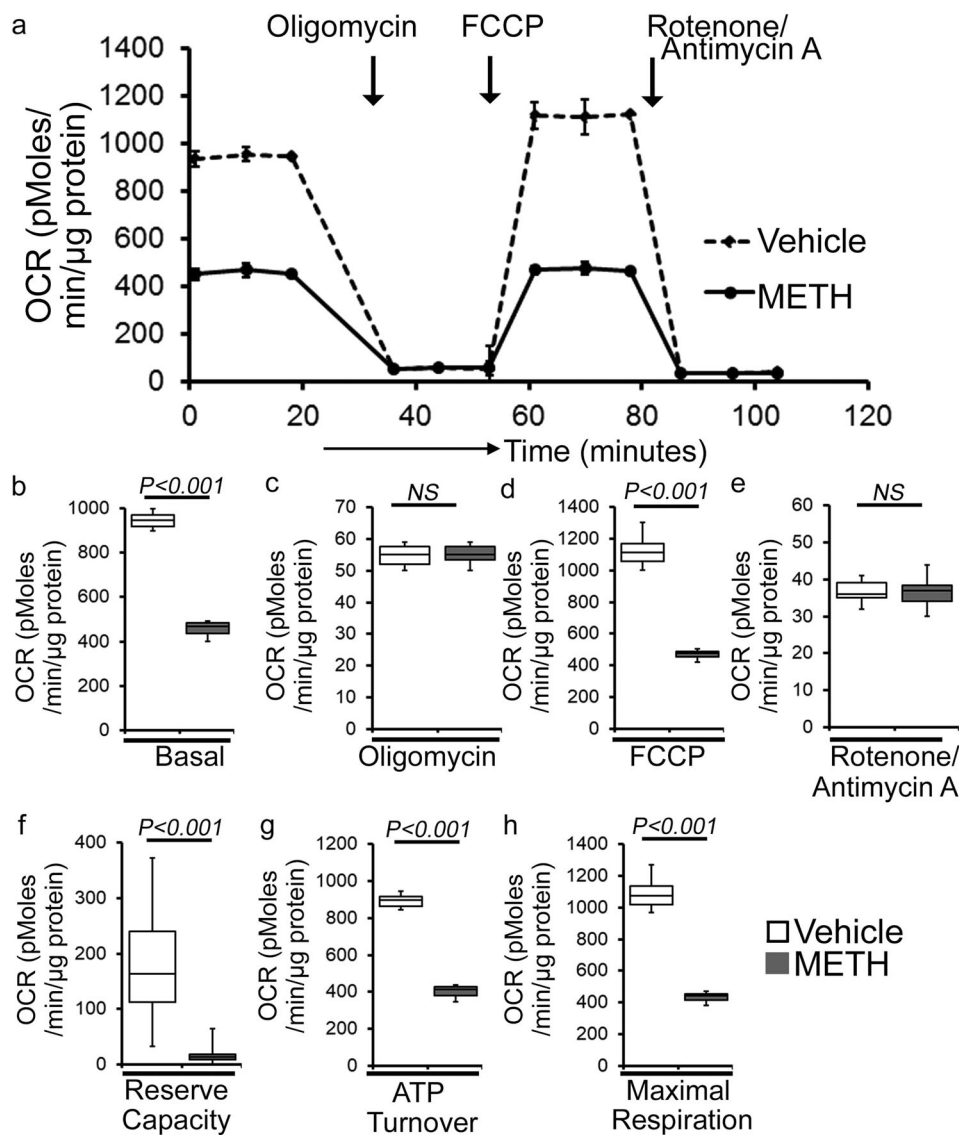 a
Oligomycin
FCCP
Rotenone/
Antimycin A
OCR (pMoles/
min/µg protein)
1400
1200
1000
800
600
400
200
0
0 20 40 60 80 100 120
Time (minutes)
Vehicle
METH
b
P<0.001
OCR (pMoles
/min/µg protein)
1000
800
600
400
200
0
Basal
c
NS
OCR (pMoles
/min/µg protein)
70
60
50
40
30
20
10
0
Oligomycin
d
P<0.001
OCR (pMoles
/min/µg protein)
1400
1200
1000
800
600
400
200
0
FCCP
e
NS
OCR (pMoles
/min/µg protein)
60
50
40
30
20
10
0
Rotenone/
Antimycin A
f
P<0.001
OCR (pMoles
/min/µg protein)
400
300
200
100
0
Reserve
Capacity
g
P<0.001
OCR (pMoles
/min/µg protein)
1200
1000
800
600
400
200
0
ATP
Turnover
h
P<0.001
OCR (pMoles
/min/µg protein)
1400
1200
1000
800
600
400
200
0
Maximal
Respiration
Vehicle
METH